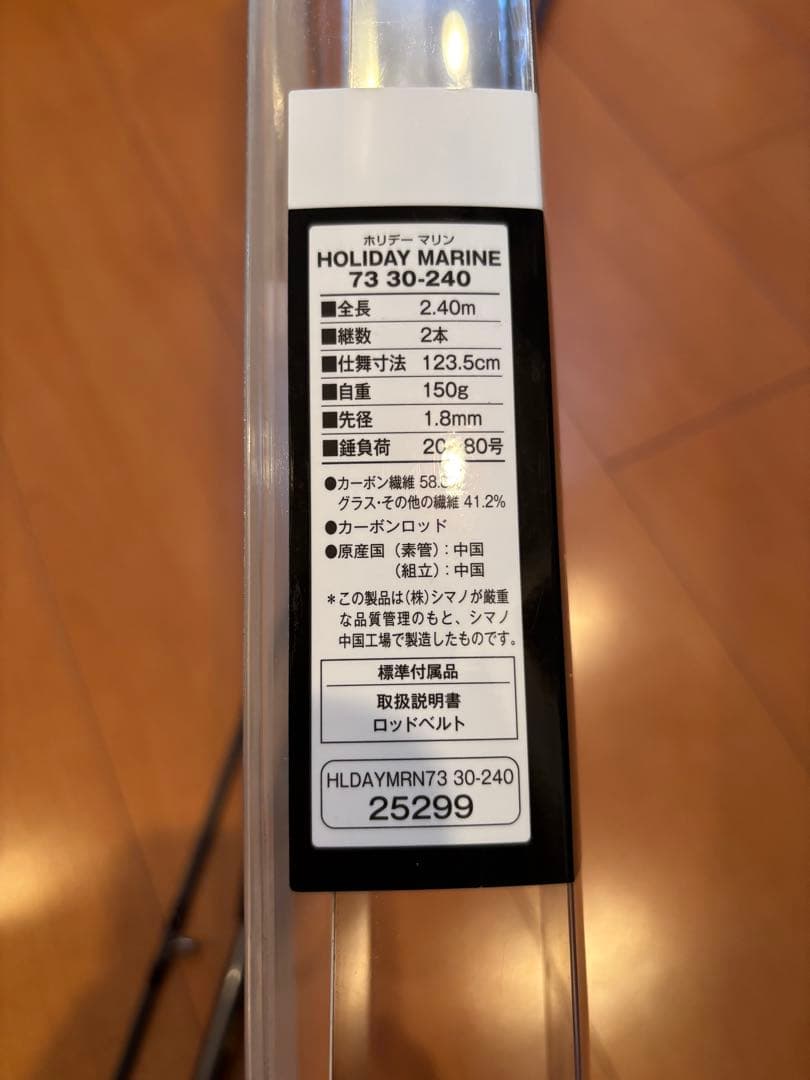 ホリデー マリン
HOLIDAY MARINE
73 30-240
■全長 2.40m
■継数 2本
■仕舞寸法 123.5cm
■自重 150g
■先径 1.8mm
■錘負荷 80号
●カーボン繊維
グラス・その他の繊維 41.2%
●カーボンロッド
●原産国（素管）：中国
（組立）：中国
＊この製品は(株)シマノが厳重
な品質管理のもと、シマノ
中国工場で製造したものです。
標準付属品
取扱説明書
ロッドベルト
HLDAYMRN73 30-240
25299